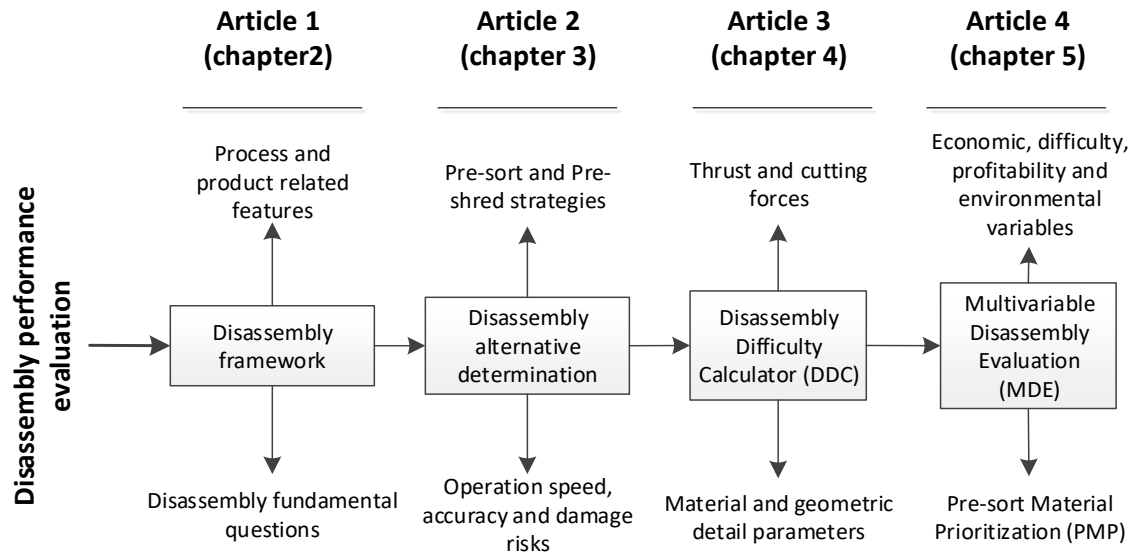 Article 1
(chapter2)
Article 2
(chapter 3)
Article 3
(chapter 4)
Article 4
(chapter 5)
Process and
product related
features
Pre-sort and Pre-
shred strategies
Thrust and cutting
forces
Economic, difficulty,
profitability and
environmental
variables
Disassembly performance
evaluation
Disassembly
framework
Disassembly
alternative
determination
Disassembly
Difficulty
Calculator (DDC)
Multivariable
Disassembly
Evaluation
(MDE)
Disassembly fundamental
questions
Operation speed,
accuracy and damage
risks
Material and geometric
detail parameters
Pre-sort Material
Prioritization (PMP)